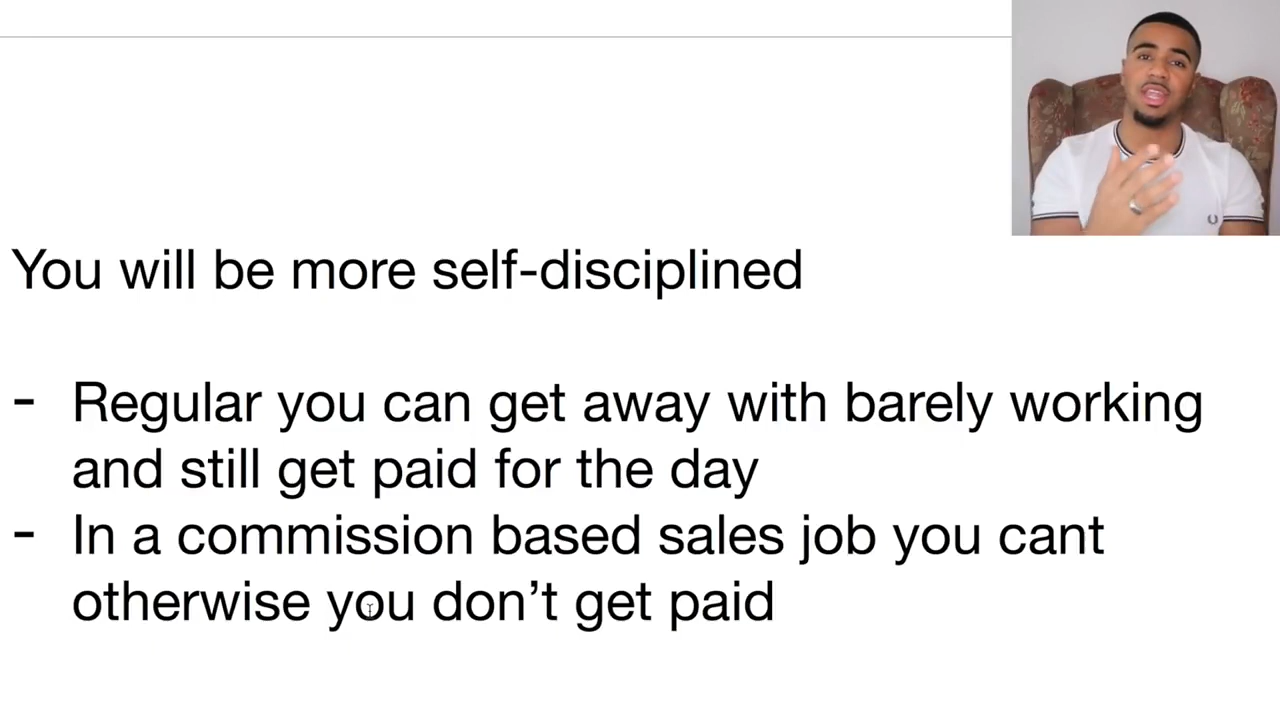 You will be more self-disciplined
- Regular you can get away with barely working
and still get paid for the day
- In a commission based sales job you cant
otherwise you don’t get paid